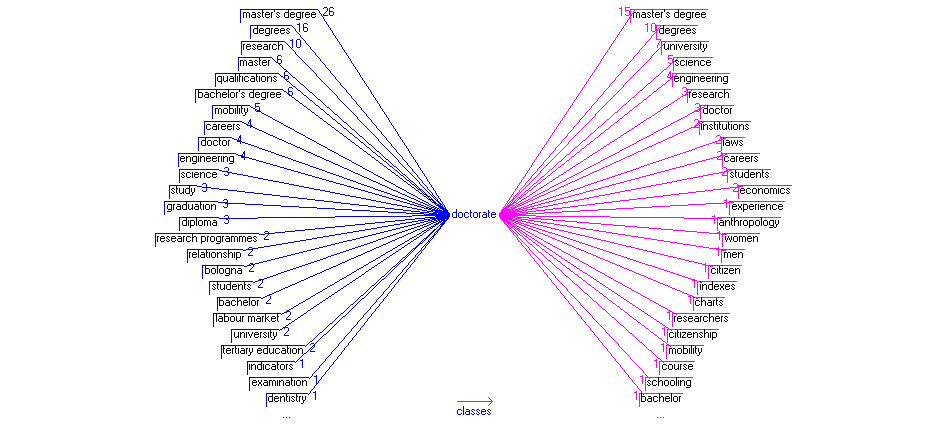 master's degree 26
degrees 16
research 10
master 6
qualifications 6
bachelor's degree 6
mobility 5
careers 4
doctor 4
engineering 4
science 3
study 3
graduation 3
diploma 3
research programmes 2
relationship 2
bologna 2
students 2
bachelor 2
labour market 2
university 2
tertiary education 2
indicators 1
examination 1
dentistry 1
...
doctorate
classes
15 master's degree
10 degrees
7 university
5 science
4 engineering
3 research
3 doctor
2 institutions
2 laws
2 careers
2 students
2 economics
1 experience
1 anthropology
1 women
1 men
1 citizen
1 indexes
1 charts
1 researchers
1 citizenship
1 mobility
1 course
1 schooling
1 bachelor
...